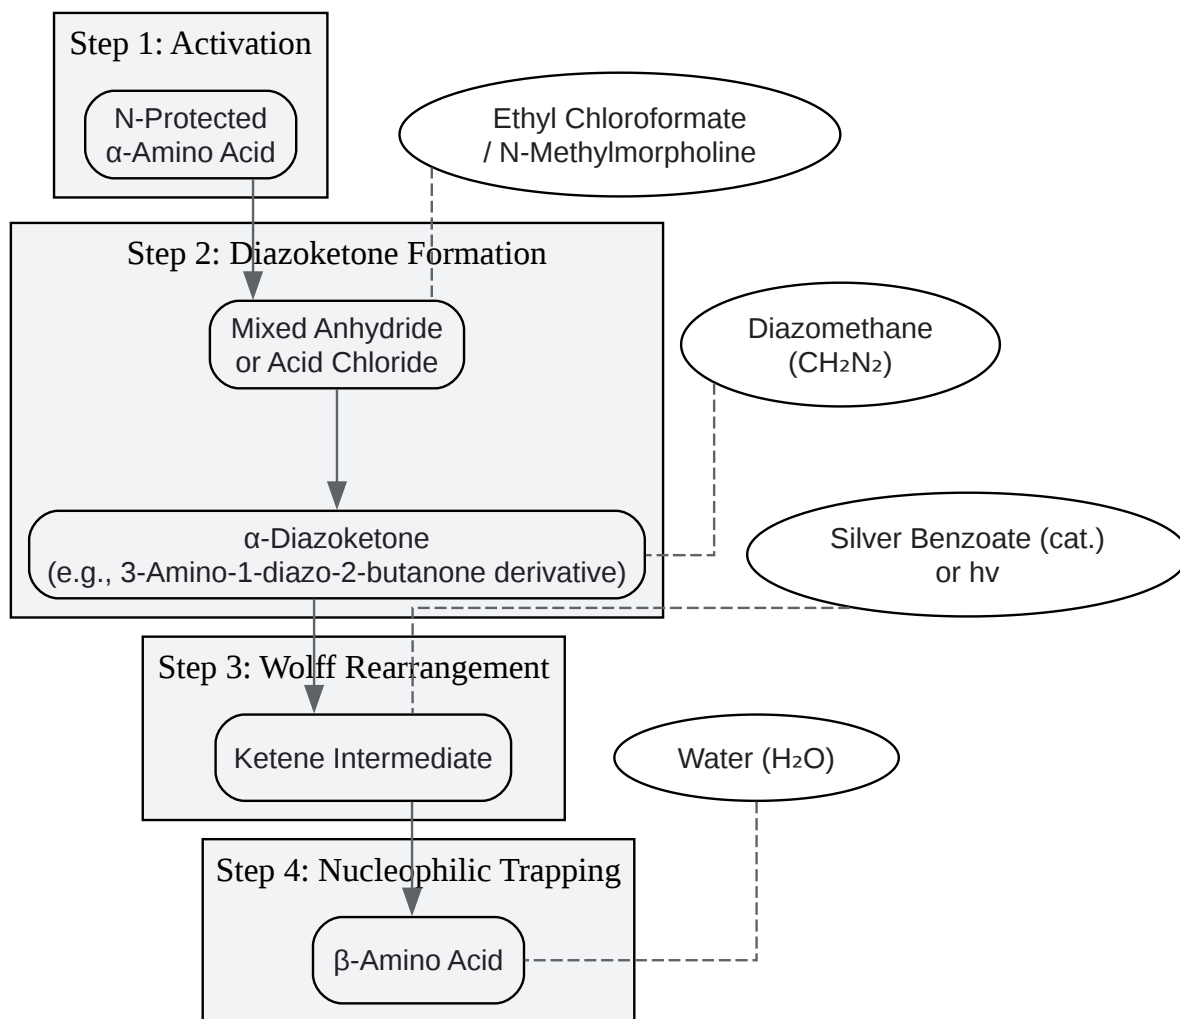 Step 1: Activation
N-Protected
α-Amino Acid
Ethyl Chloroformate
/ N-Methylmorpholine
Step 2: Diazoketone Formation
Mixed Anhydride
or Acid Chloride
Diazomethane
(CH₂N₂)
α-Diazoketone
(e.g., 3-Amino-1-diazo-2-butanone derivative)
Silver Benzoate (cat.)
or hv
Step 3: Wolff Rearrangement
Ketene Intermediate
Water (H₂O)
Step 4: Nucleophilic Trapping
β-Amino Acid